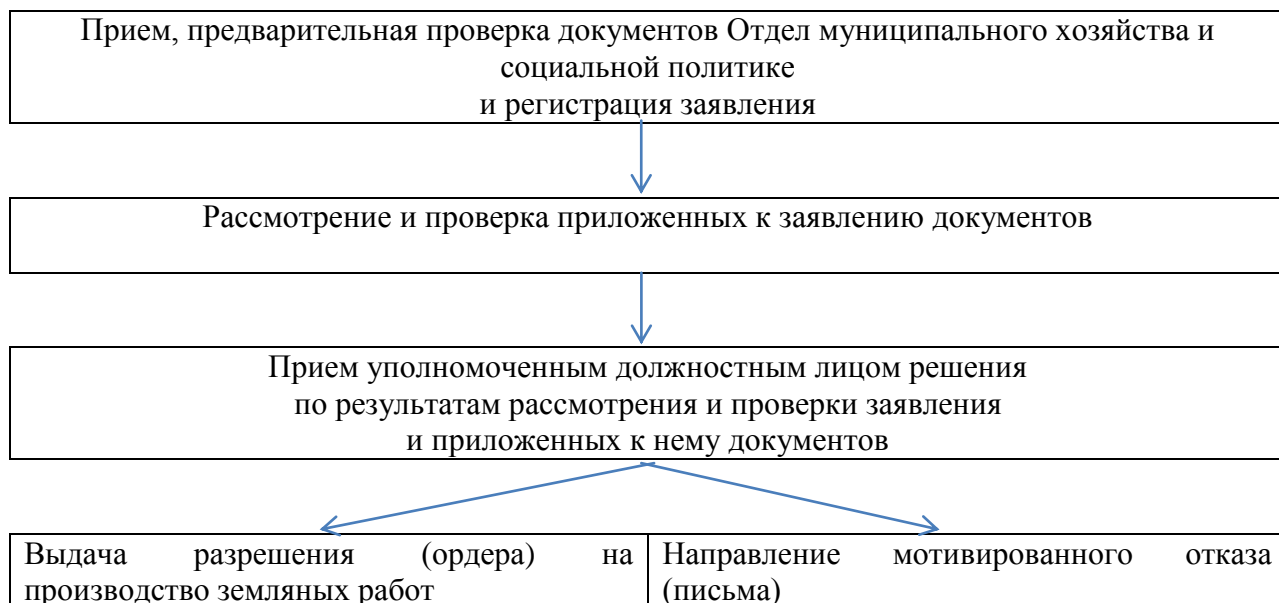 Прием, предварительная проверка документов Отдел муниципального хозяйства и
социальной политике
и регистрация заявления
Рассмотрение и проверка приложенных к заявлению документов
Прием уполномоченным должностным лицом решения
по результатам рассмотрения и проверки заявления
и приложенных к нему документов
Выдача разрешения (ордера) на
производство земляных работ
Направление мотивированного отказа
(письма)